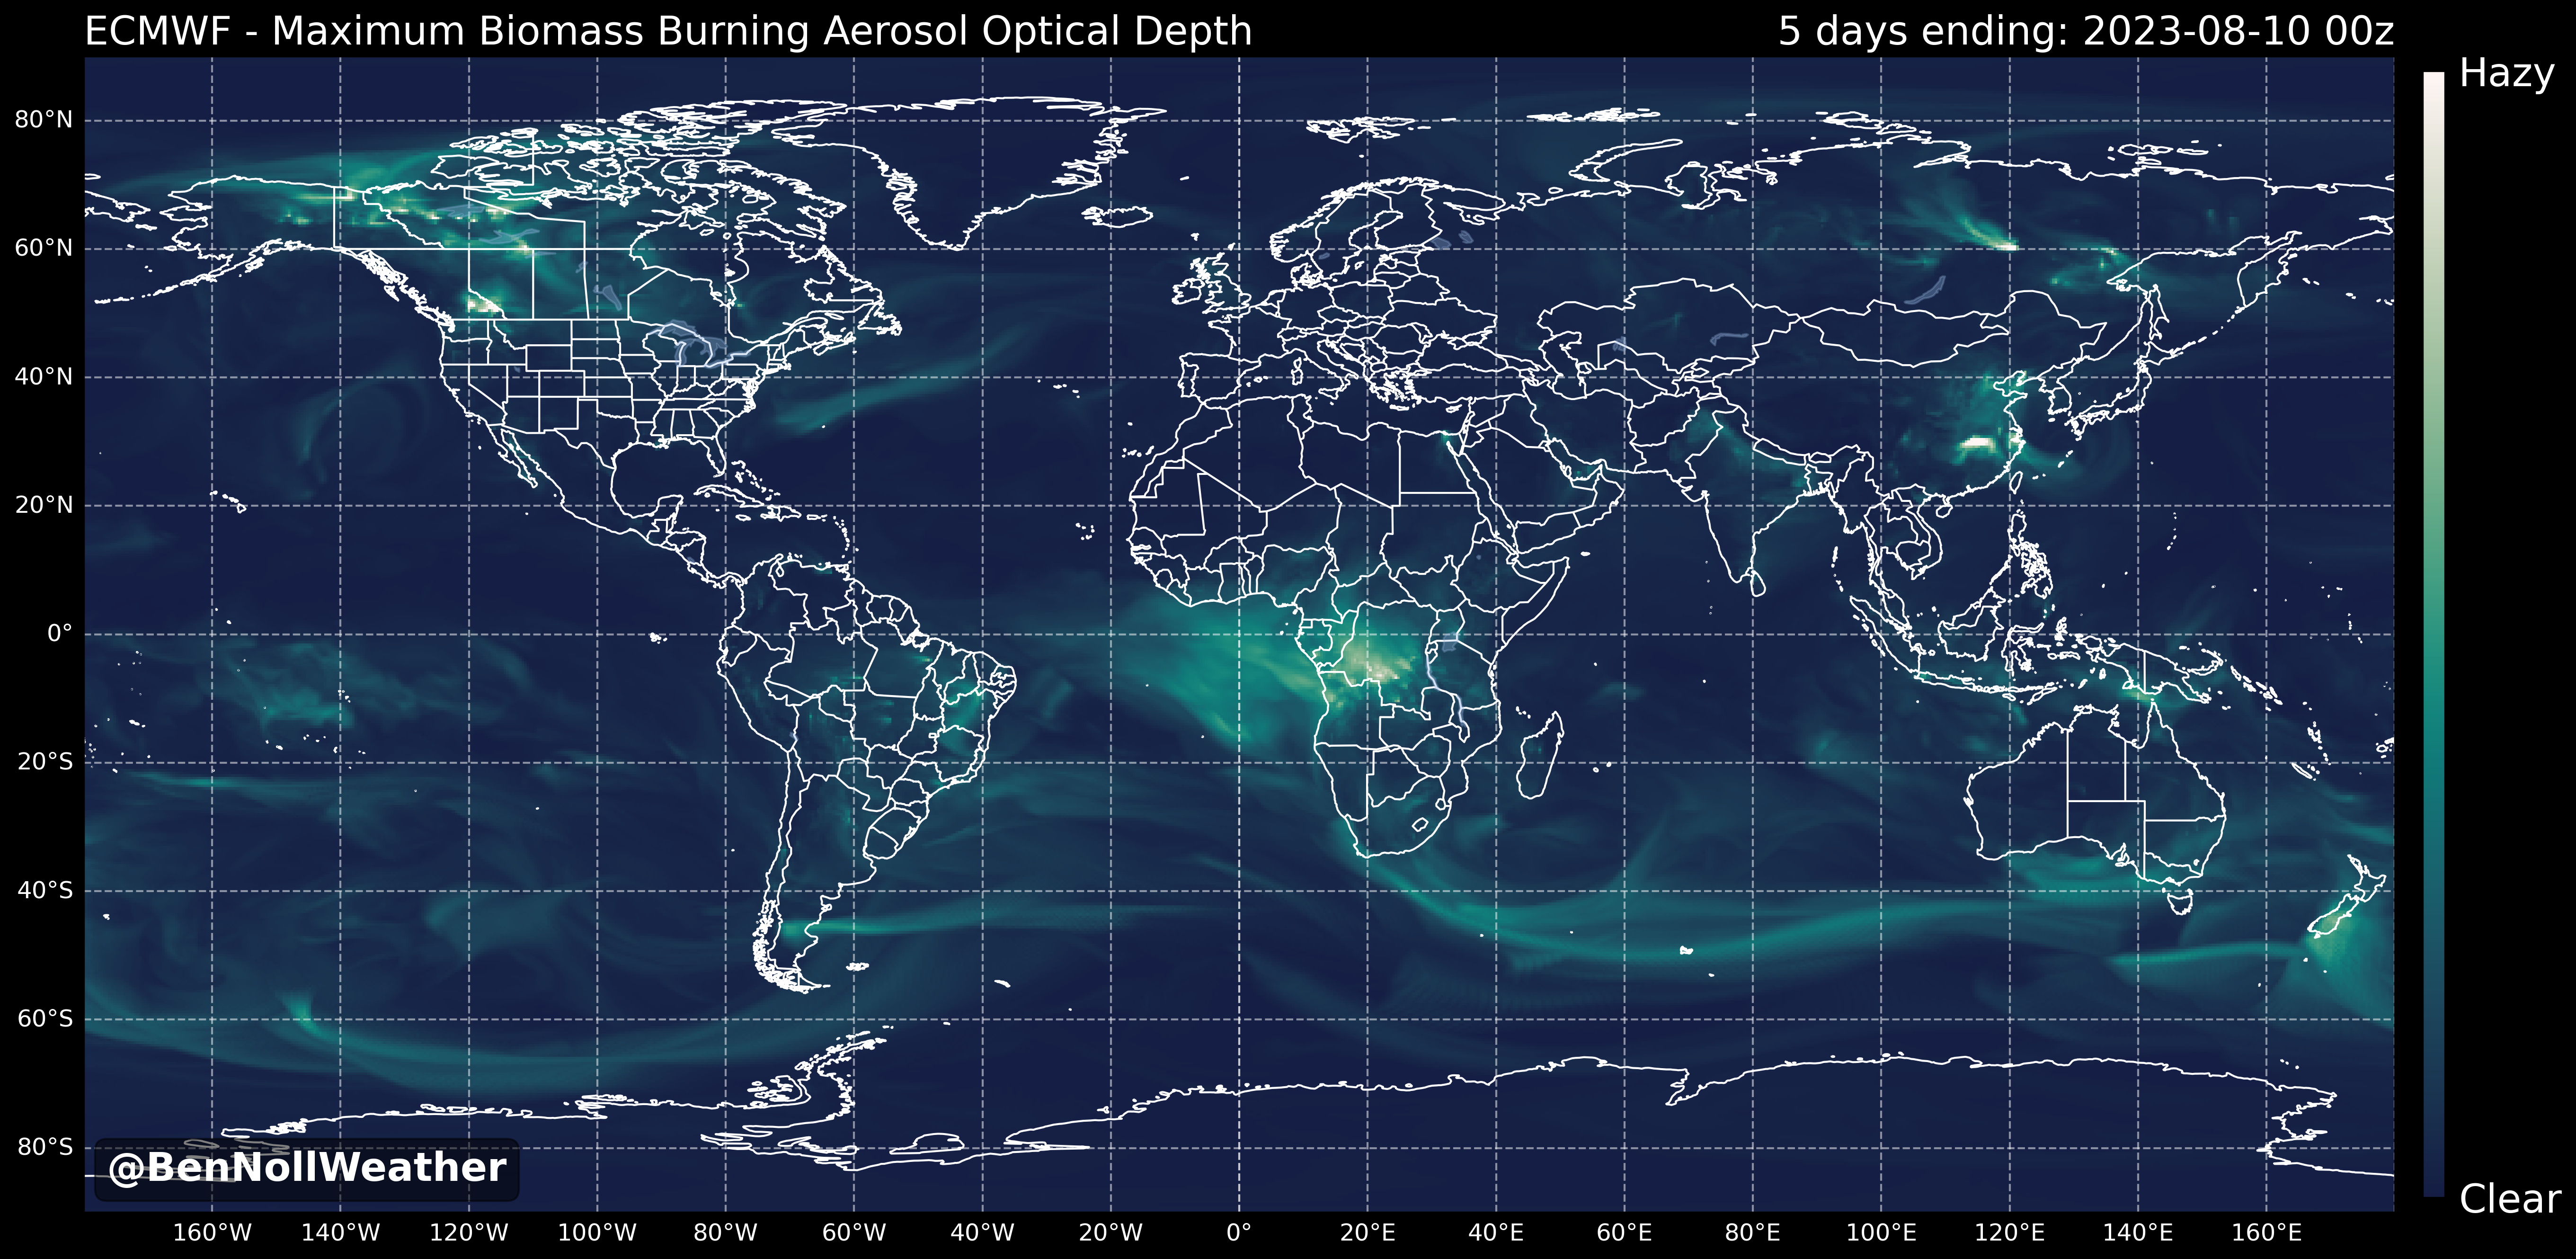 ECMWF - Maximum Biomass Burning Aerosol Optical Depth
5 days ending: 2023-08-10 00z
Hazy
80°N
60°N
40°N
20°N
0°
20°S
40°S
60°S
80°S
Clear
@BenNollWeather
160°W 140°W 120°W 100°W 80°W 60°W 40°W 20°W 0° 20°E 40°E 60°E 80°E 100°E 120°E 140°E 160°E